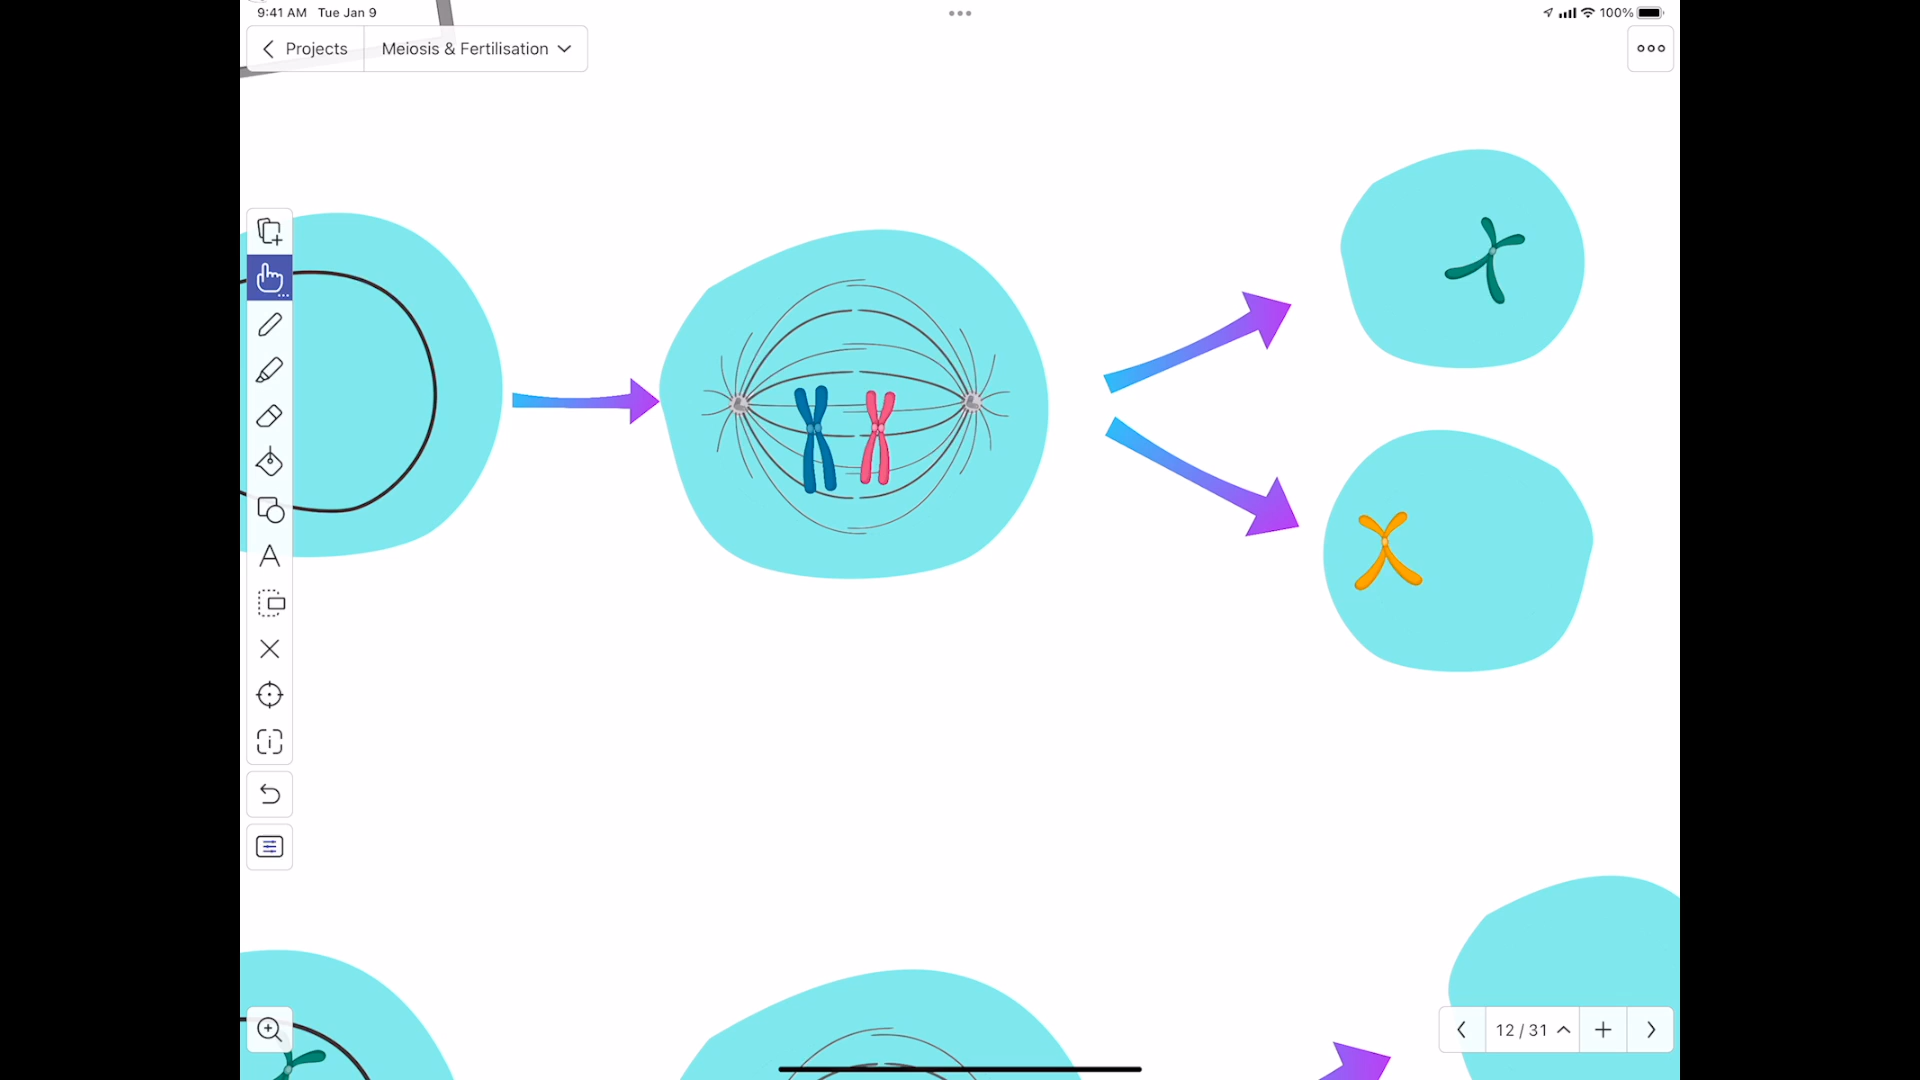 9:41 AM Tue Jan 9
100%
Projects
Meiosis & Fertilisation
A
i
12 / 31